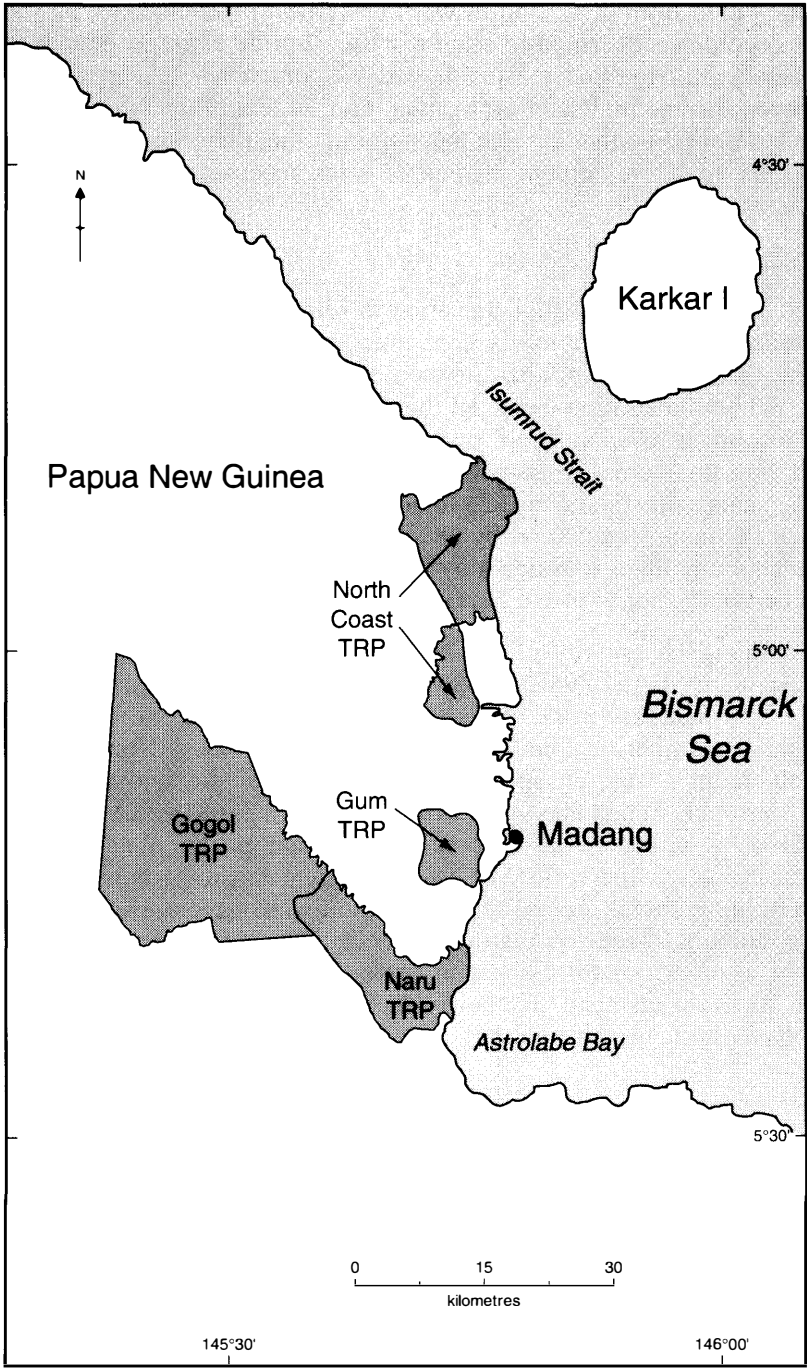 4°30'
N
Karkar I
Isumrud Strait
Papua New Guinea
North
Coast
TRP
5°00'
Bismarck
Sea
Gum
TRP
Gogol
TRP
Madang
Naru
TRP
Astrolabe Bay
5°30'
0 15 30
kilometres
145°30' 146°00'